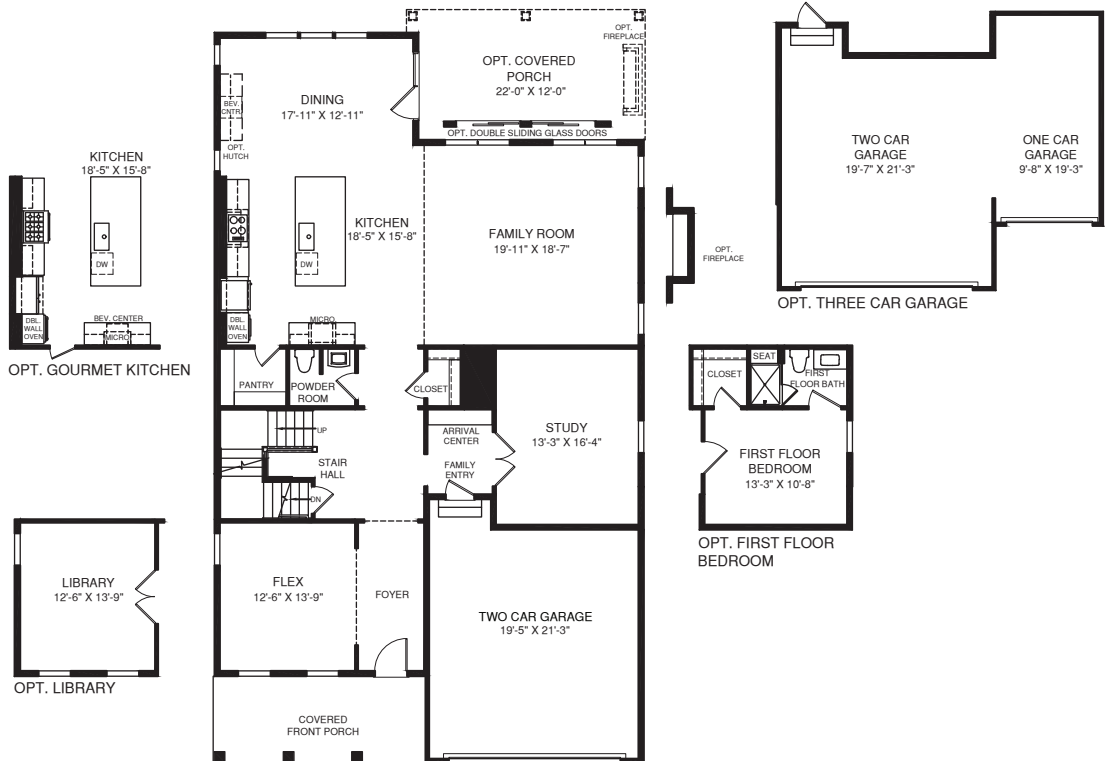 OPT. FIREPLACE
OPT. COVERED
PORCH
22'-0" X 12'-0"
OPT. DOUBLE SLIDING GLASS DOORS
DINING
17'-11" X 12'-11"
BEV.
CNTR.
OPT.
HUTCH
KITCHEN
18'-5" X 15'-8"
DW
DBL.
WALL
OVEN
BEV. CENTER
MICRO.
OPT. GOURMET KITCHEN
KITCHEN
18'-5" X 15'-8"
DW
DBL.
WALL
OVEN
MICRO.
FAMILY ROOM
19'-11" X 18'-7"
OPT.
FIREPLACE
TWO CAR
GARAGE
19'-7" X 21'-3"
ONE CAR
GARAGE
9'-8" X 19'-3"
OPT. THREE CAR GARAGE
PANTRY
POWDER
ROOM
CLOSET
UP
STAIR
HALL
DN
ARRIVAL
CENTER
FAMILY
ENTRY
STUDY
13'-3" X 16'-4"
SEAT
CLOSET
FIRST
FLOOR BATH
FIRST FLOOR
BEDROOM
13'-3" X 10'-8"
OPT. FIRST FLOOR
BEDROOM
LIBRARY
12'-6" X 13'-9"
OPT. LIBRARY
FLEX
12'-6" X 13'-9"
FOYER
TWO CAR GARAGE
19'-5" X 21'-3"
COVERED
FRONT PORCH